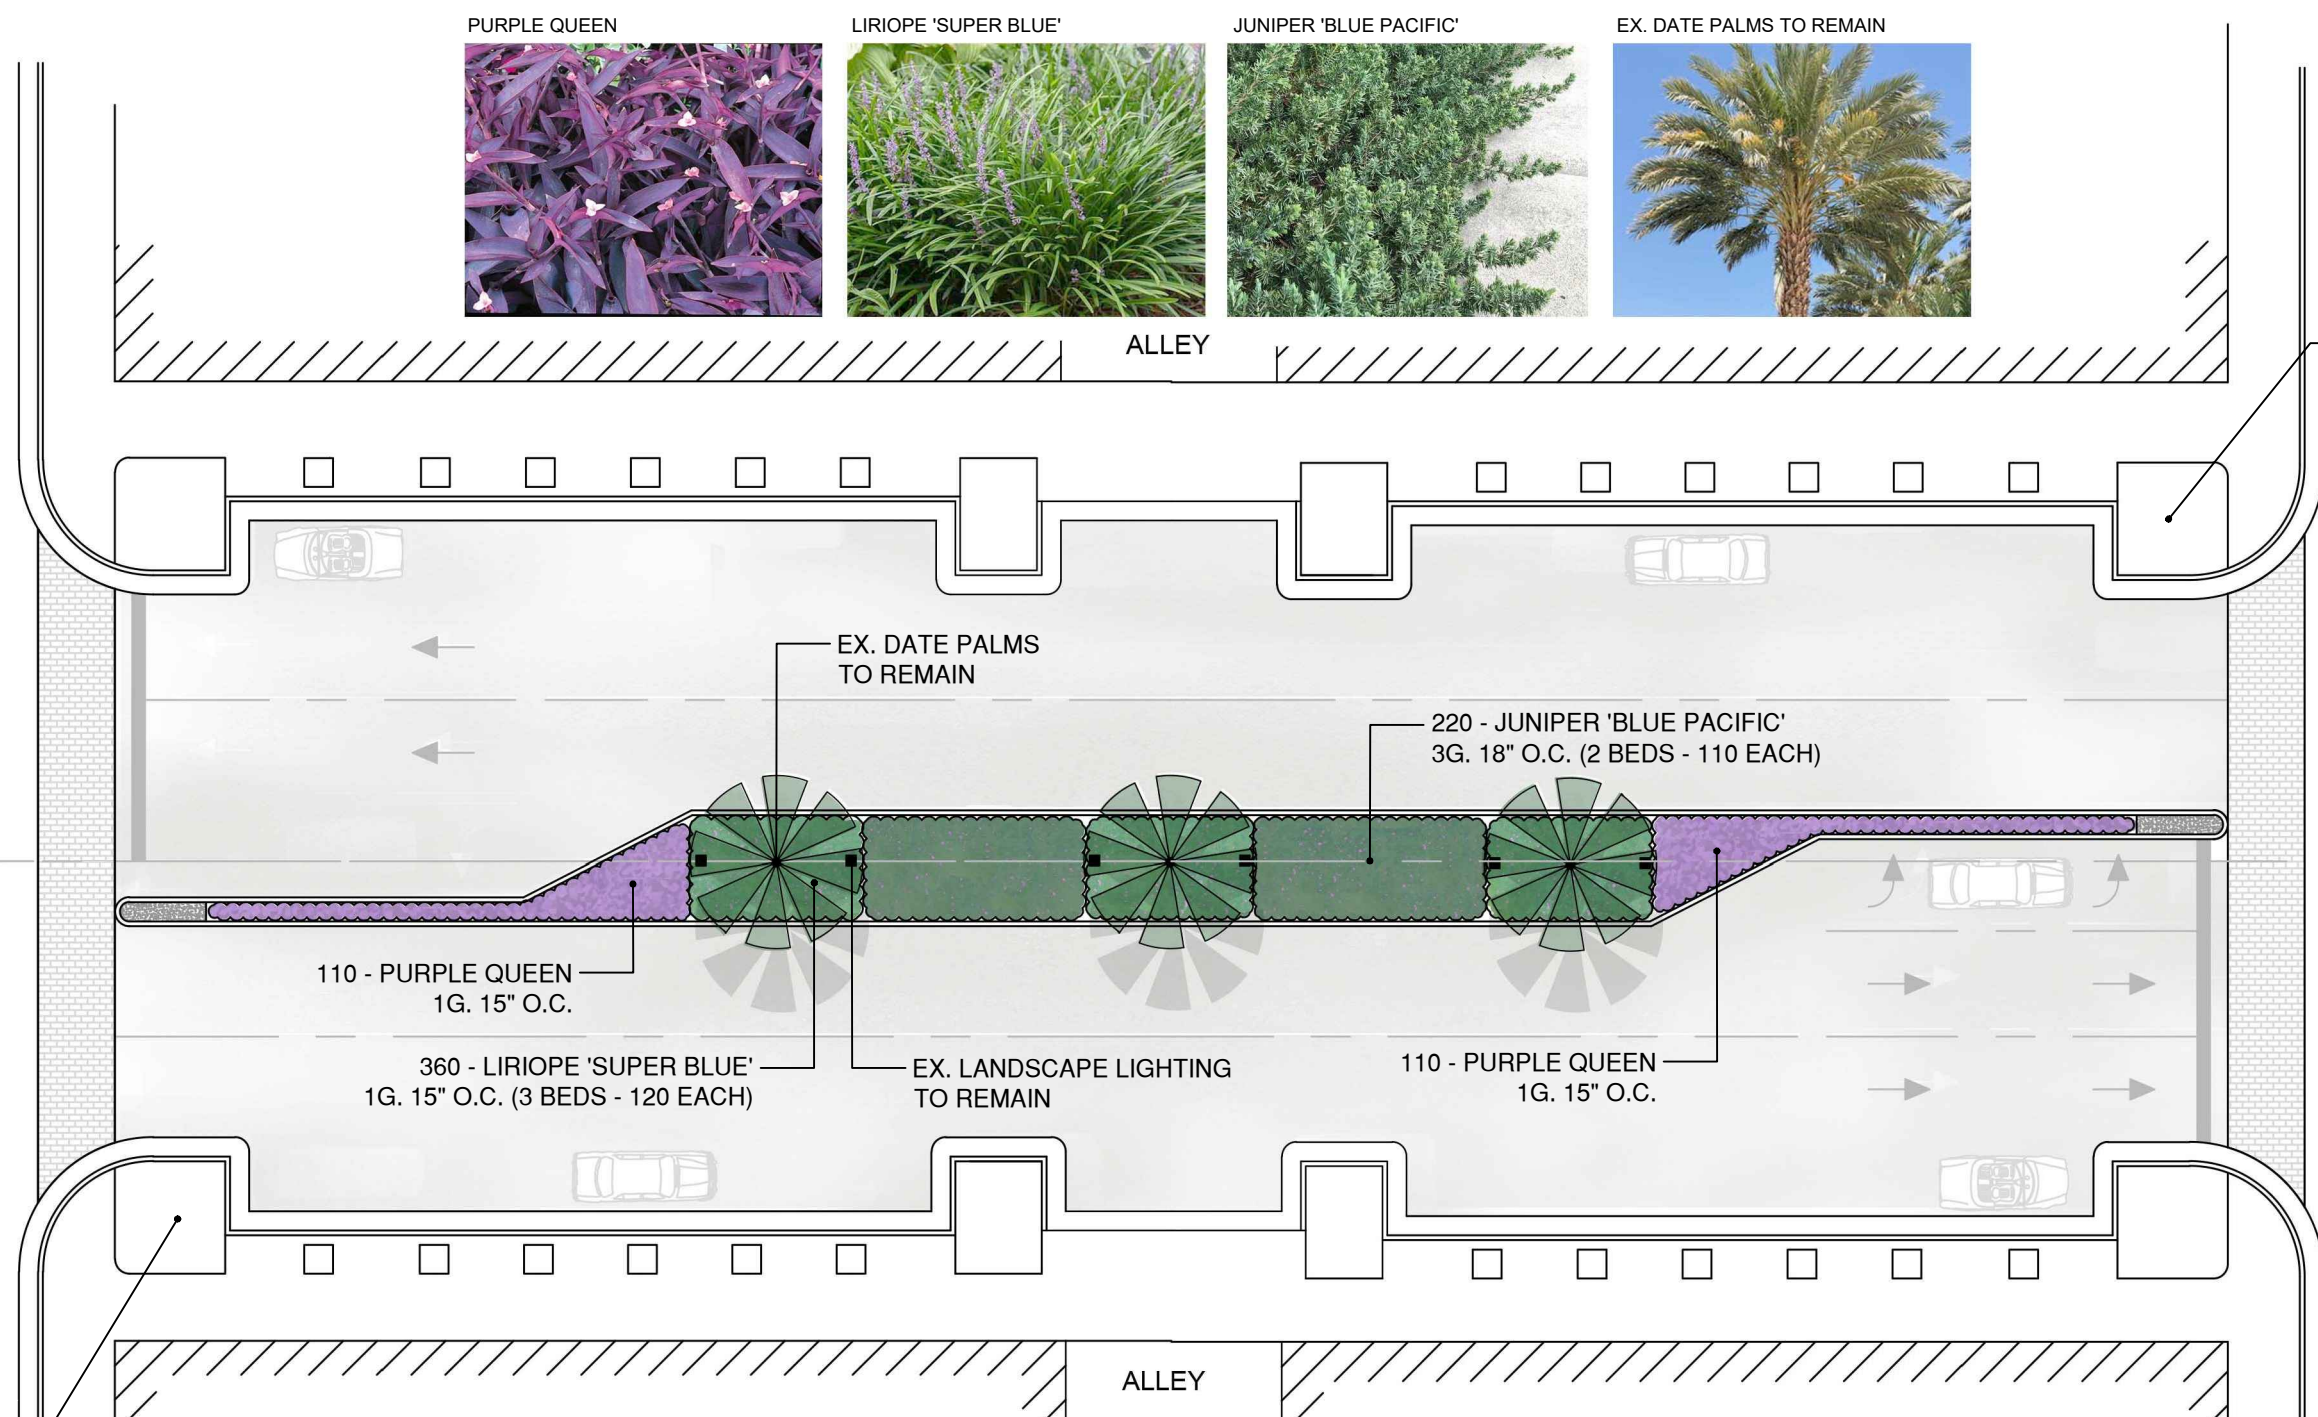 PURPLE QUEEN
LIRIOPE 'SUPER BLUE'
JUNIPER 'BLUE PACIFIC'
EX. DATE PALMS TO REMAIN
ALLEY
EX. DATE PALMS
TO REMAIN
220 - JUNIPER 'BLUE PACIFIC'
3G. 18" O.C. (2 BEDS - 110 EACH)
110 - PURPLE QUEEN
1G. 15" O.C.
360 - LIRIOPE 'SUPER BLUE'
1G. 15" O.C. (3 BEDS - 120 EACH)
EX. LANDSCAPE LIGHTING
TO REMAIN
110 - PURPLE QUEEN
1G. 15" O.C.
ALLEY